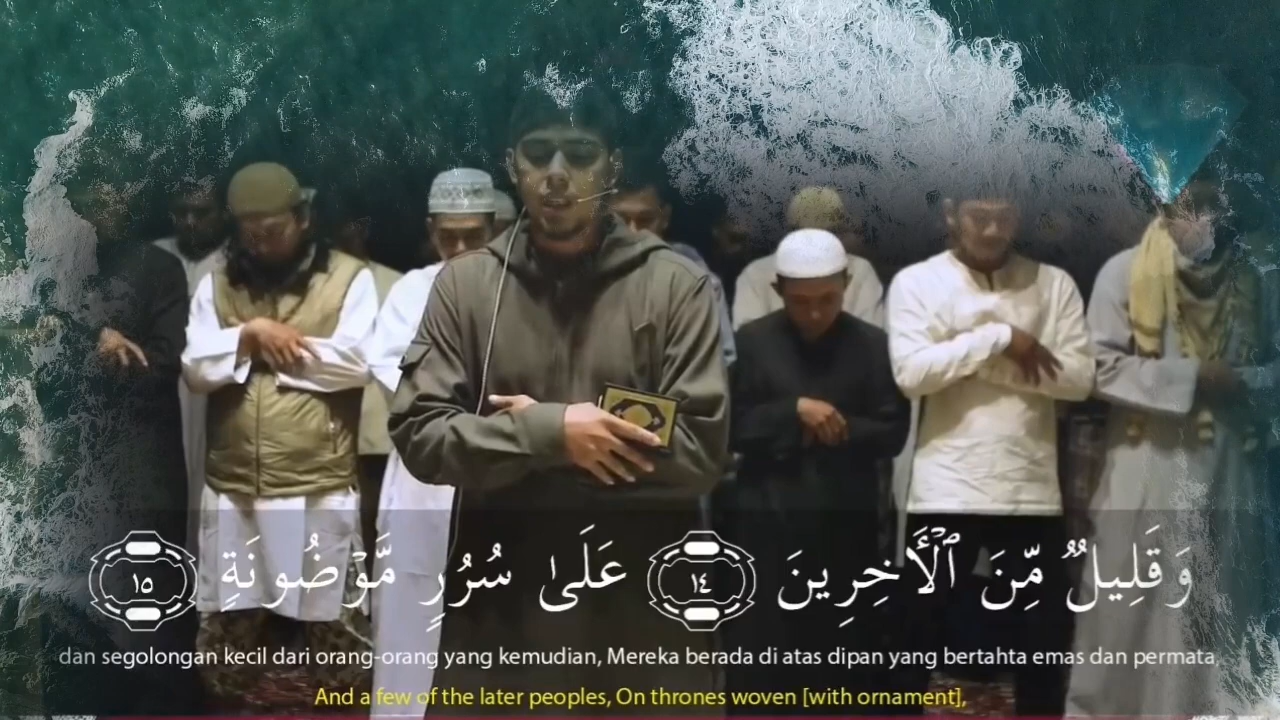 وَقَلِيلٌ مِّنَ ٱلْأَخِرِينَ ١٤ عَلَىٰ سُرُرٍ مَّوْضُونَةٍ ١٥
dan segolongan kecil dari orang-orang yang kemudian, Mereka berada di atas dipan yang bertahta emas dan permata,
And a few of the later peoples, On thrones woven [with ornament],